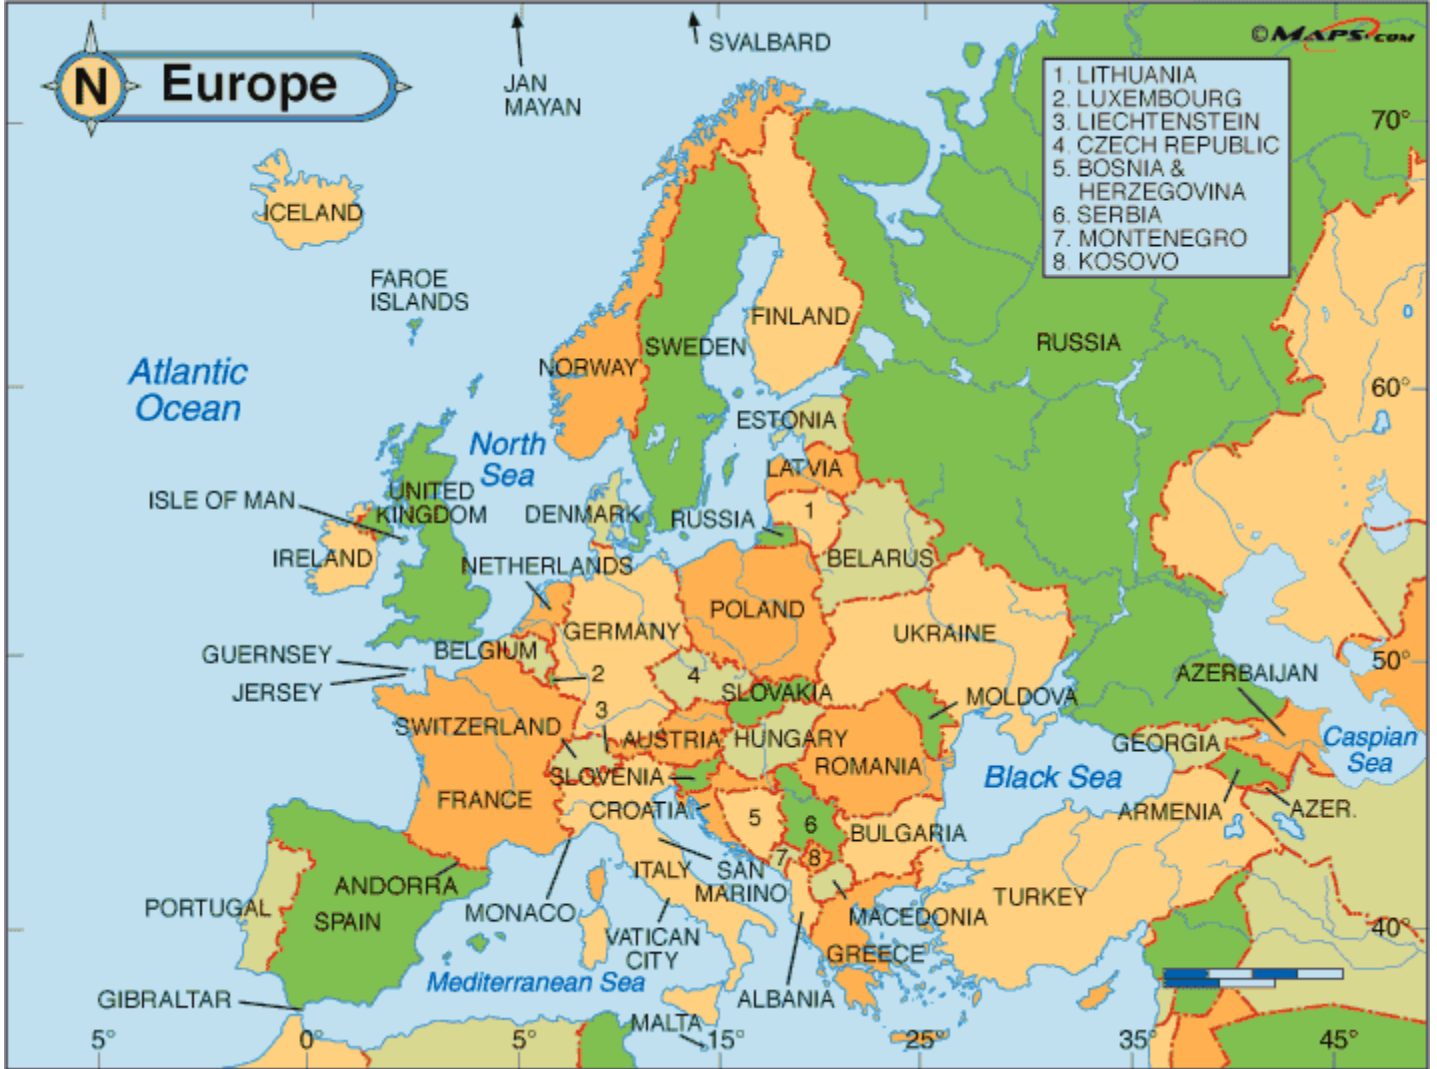 SVALBARD
©MAPS.COM
N Europe
JAN
MAYAN
1. LITHUANIA
2. LUXEMBOURG
3. LIECHTENSTEIN
4. CZECH REPUBLIC
5. BOSNIA &
HERZEGOVINA
6. SERBIA
7. MONTENEGRO
8. KOSOVO
70°
ICELAND
FAROE
ISLANDS
FINLAND
RUSSIA
SWEDEN
NORWAY
Atlantic
Ocean
60°
ESTONIA
North
Sea
LATVIA
ISLE OF MAN
UNITED
KINGDOM
DENMARK
RUSSIA
1
IRELAND
NETHERLANDS
BELARUS
POLAND
GERMANY
UKRAINE
BELGIUM
GUERNSEY
JERSEY
50°
2
4
SLOVAKIA
AZERBAIJAN
MOLDOVA
3
SWITZERLAND
AUSTRIA
HUNGARY
GEORGIA
Caspian
Sea
ROMANIA
SLOVENIA
Black Sea
FRANCE
CROATIA
5
6
BULGARIA
ARMENIA
AZER.
7
8
ITALY
SAN
MARINO
ANDORRA
TURKEY
PORTUGAL
SPAIN
MONACO
MACEDONIA
VATICAN
CITY
GREECE
40°
Mediterranean Sea
ALBANIA
GIBRALTAR
MALTA
5°
0°
5°
15°
25°
35°
45°